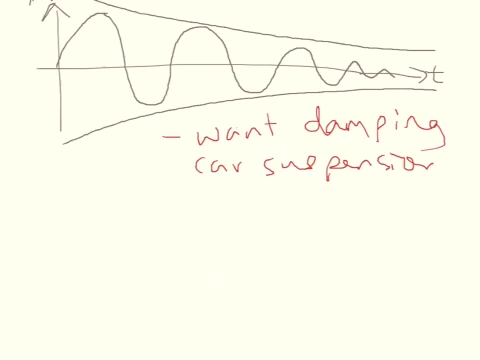 t
- want damping
car suspension